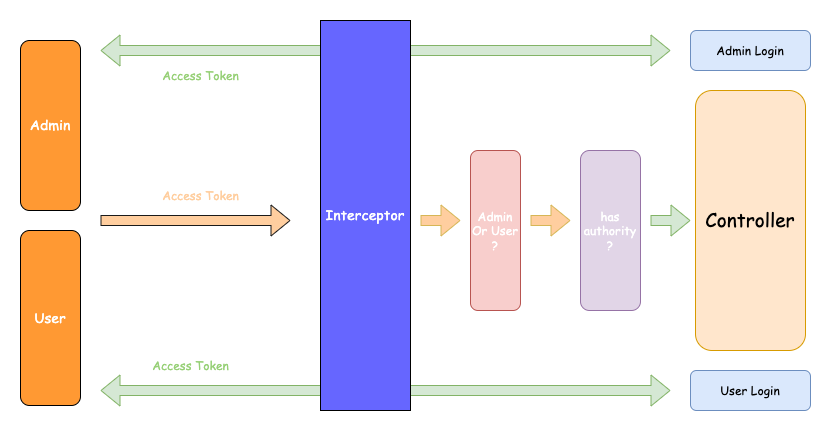 Admin Login
Access Token
Admin
Access Token
Interceptor
Admin
Or User
?
has
authority
?
Controller
User
Access Token
User Login